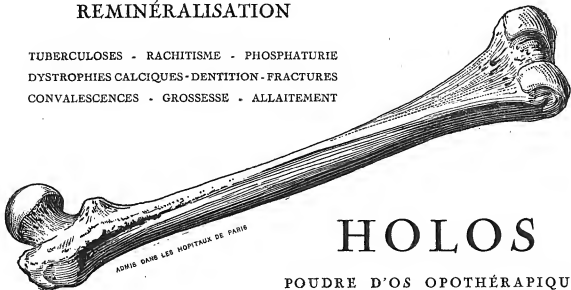 REMINÉRALISATION
TUBERCULOSES - RACHITISME - PHOSPHATURIE
DYSTROPHIES CALCIQUES - DENTITION - FRACTURES
CONVALESCENCES - GROSSESSE - ALLAITEMENT
ADMIS DANS LES HOPITAUX DE PARIS
HOLOS
POUDRE D'OS OPOTHÉRAPIQU